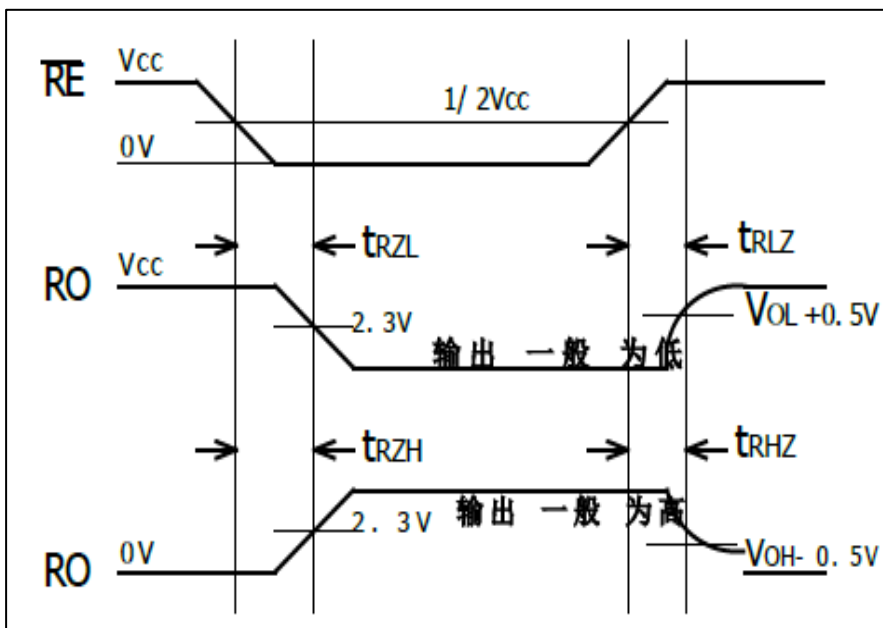 RE Vcc
1/2Vcc
0V
tRZL tRLZ
RO Vcc
2.3V VOL+0.5V
输出 一般 为低
tRZH tRHZ
输出 一般 为高
2.3V
RO 0V VOH-0.5V